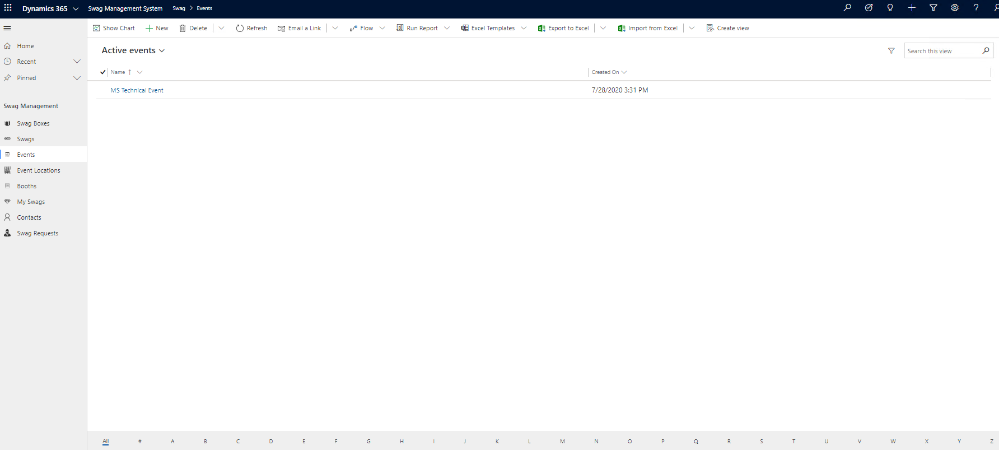 Dynamics 365 Swag Management System Swag > Events
Show Chart New Delete Refresh Email a Link Flow Run Report Excel Templates Export to Excel Import from Excel Create view
Home
Recent
Pinned
Swag Management
Swag Boxes
Swags
Events
Event Locations
Booths
My Swags
Contacts
Swag Requests
Active events
Search this view
Name ↑ Created On
MS Technical Event 7/28/2020 3:31 PM
All # A B C D E F G H I J K L M N O P Q R S T U V W X Y Z